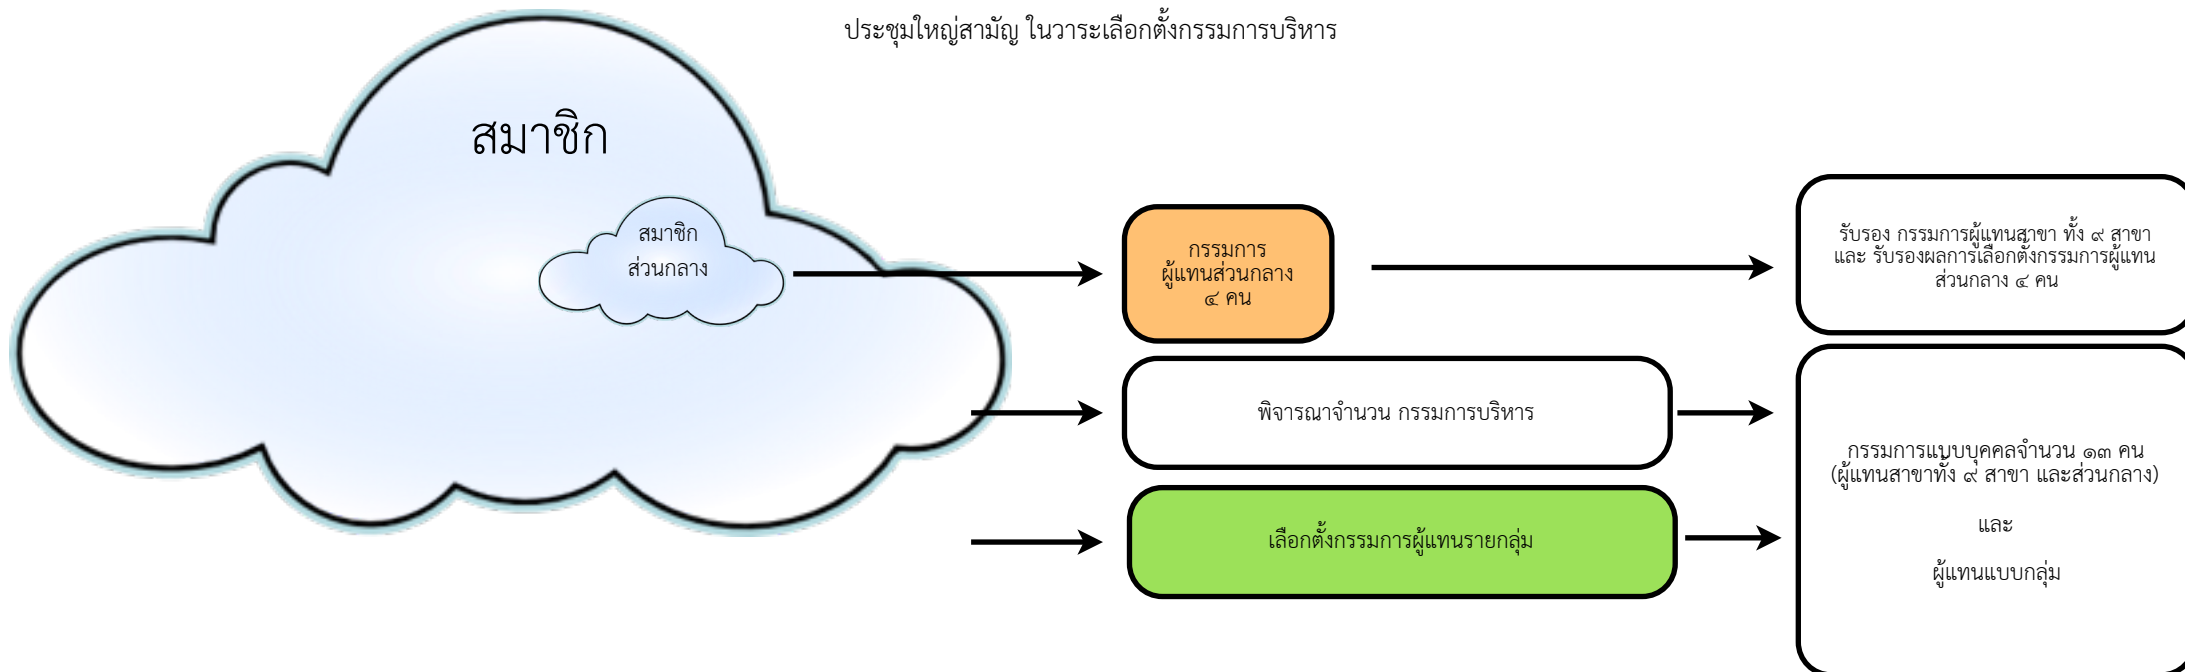 ประชุมใหญ่สามัญ ในวาระเลือกตั้งกรรมการบริหาร
สมาชิก
สมาชิก
ส่วนกลาง
กรรมการ
ผู้แทนส่วนกลาง
๔ คน
รับรอง กรรมการผู้แทนสาขา ทั้ง ๙ สาขา
และ รับรองผลการเลือกตั้งกรรมการผู้แทน
ส่วนกลาง ๔ คน
พิจารณาจำนวน กรรมการบริหาร
เลือกตั้งกรรมการผู้แทนรายกลุ่ม
กรรมการแบบบุคคลจำนวน ๑๓ คน
(ผู้แทนสาขาทั้ง ๙ สาขา และส่วนกลาง)
และ
ผู้แทนแบบกลุ่ม